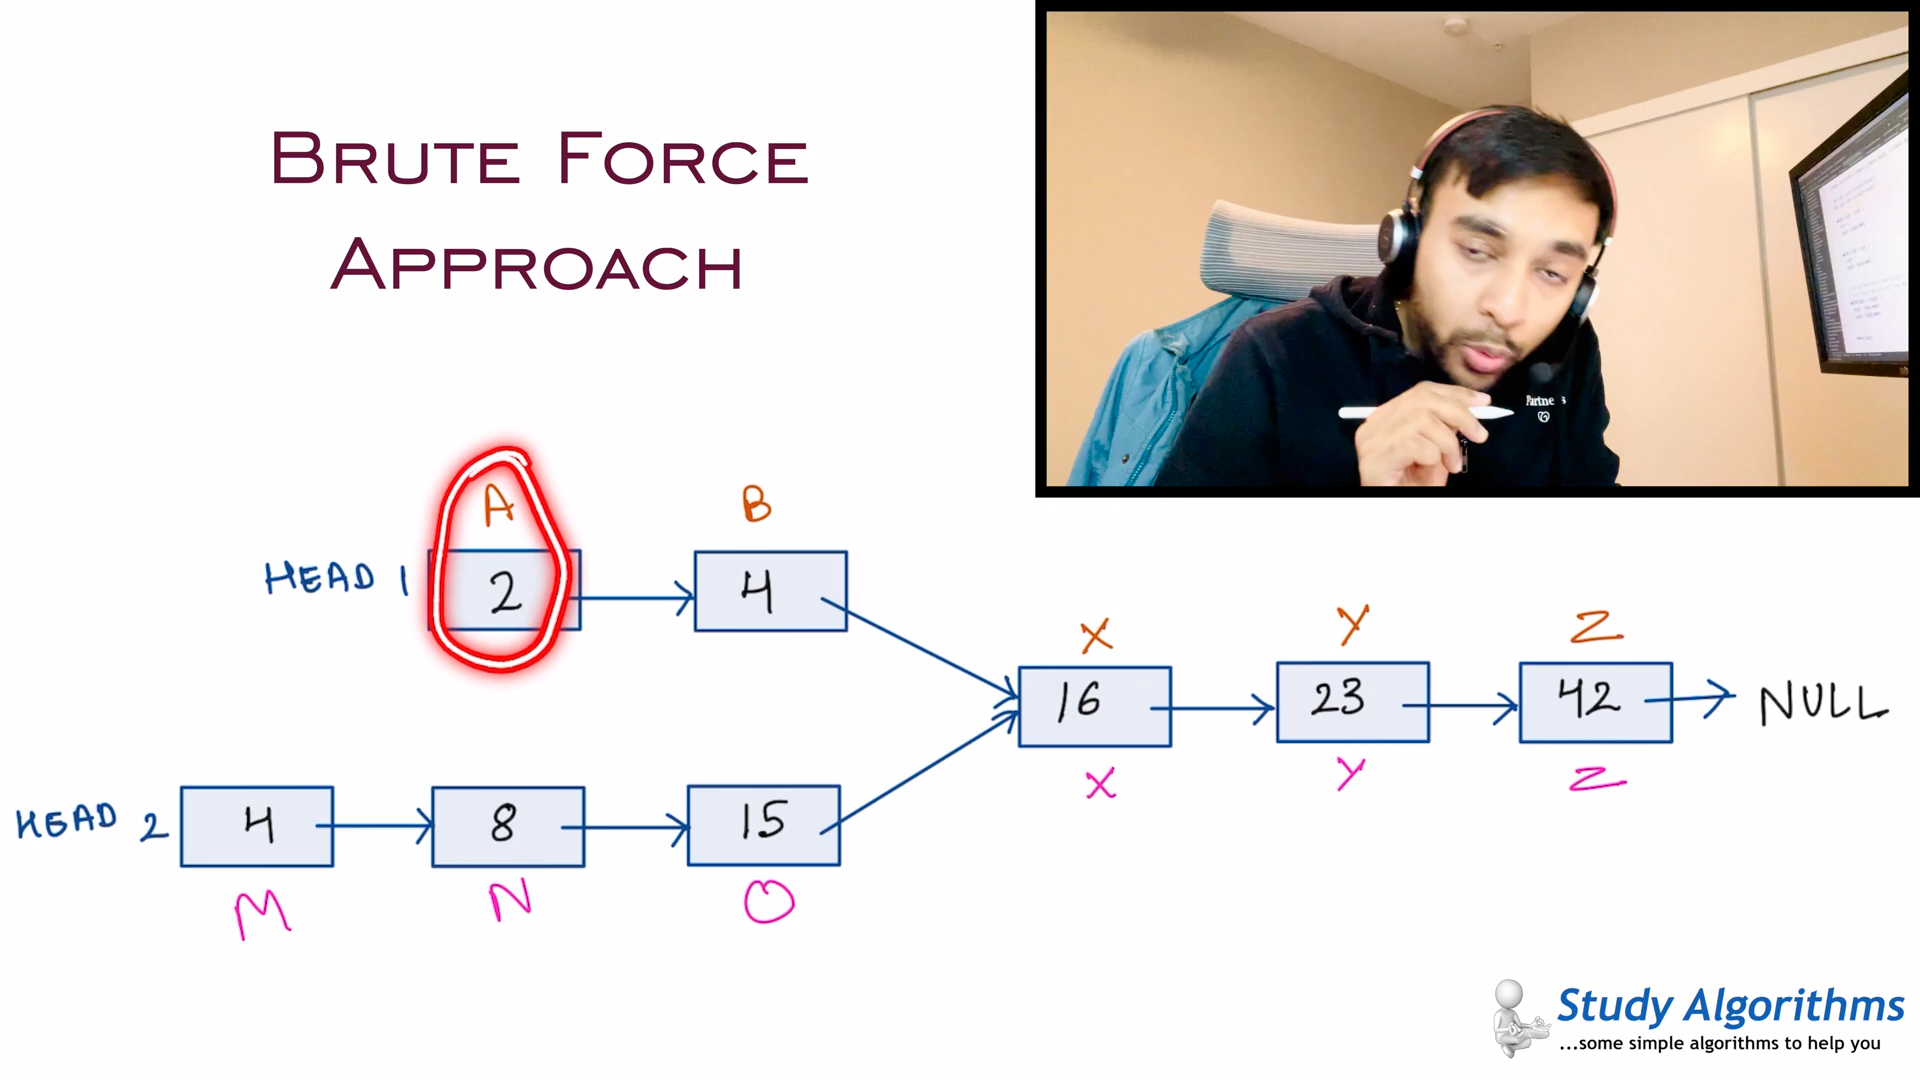 BRUTE FORCE
APPROACH
Partne s
A B
HEAD 1 2 4
X Y Z
16 23 42 NULL
X Y Z
HEAD 2 4 8 15
M N O
Study Algorithms
...some simple algorithms to help you